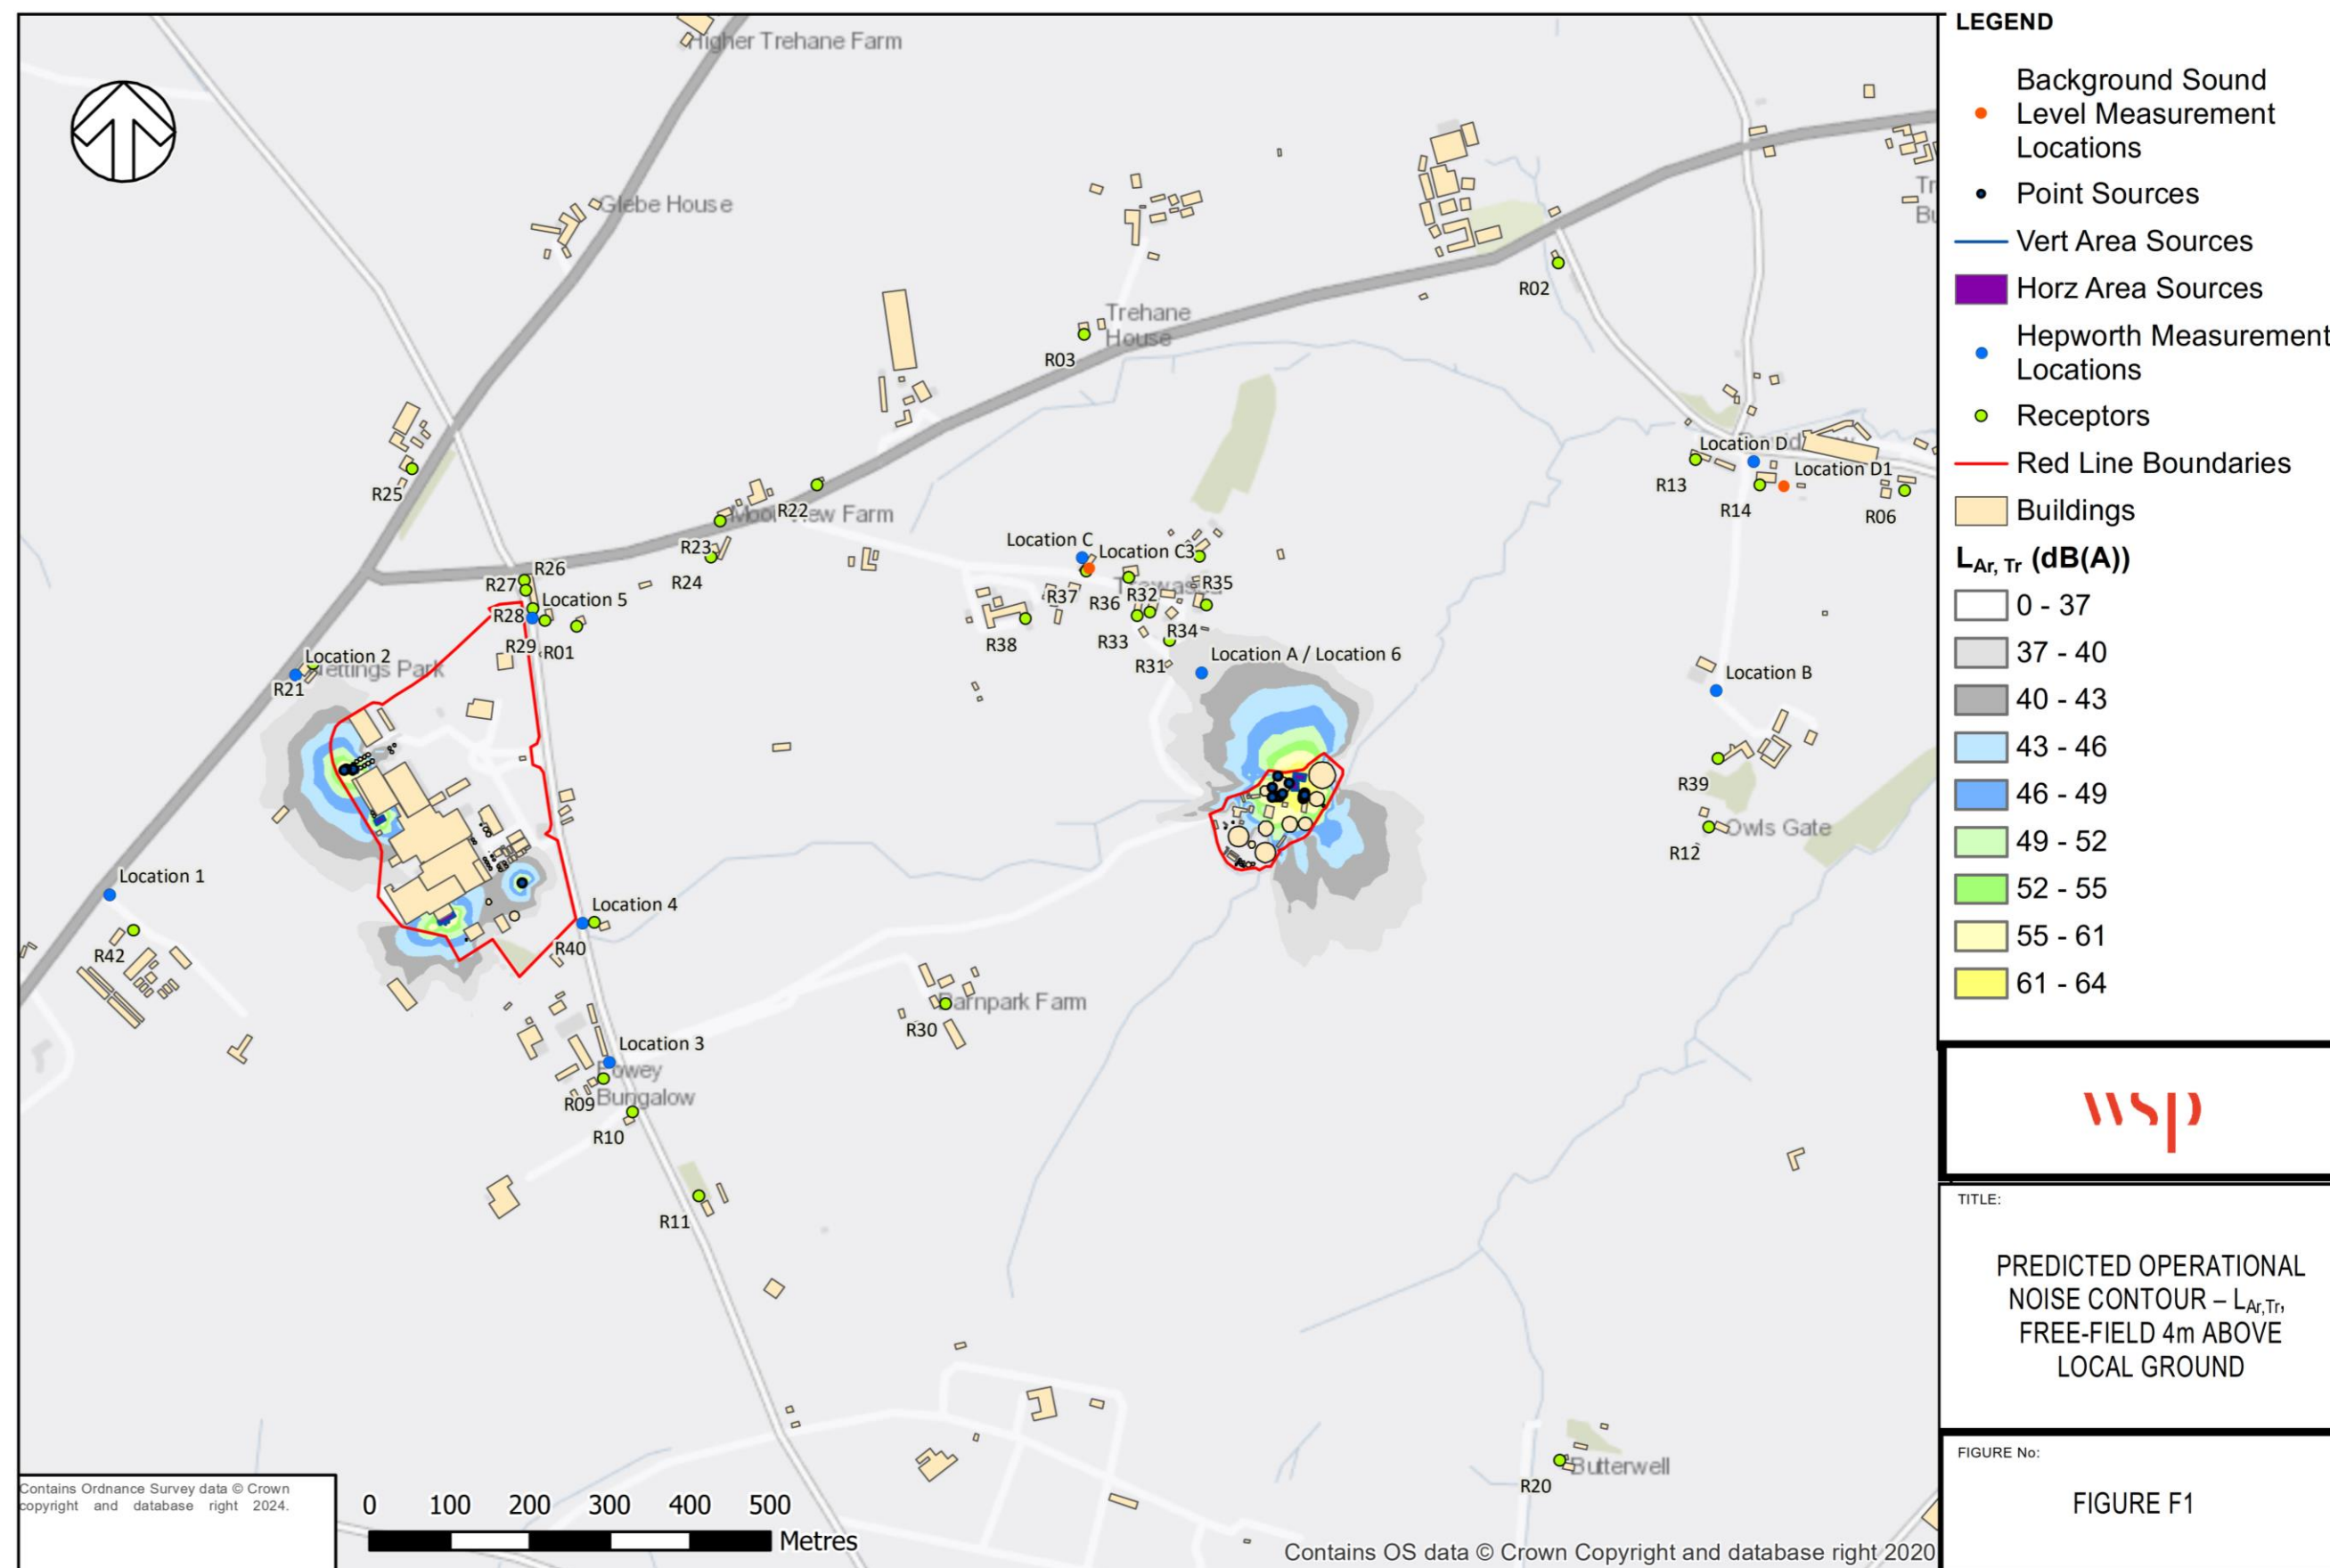 Higher Trehane Farm
Glebe House
Trehane
House
R03
R02
R25
R22
Moor View Farm
R23
R24
R26
R27
Location 5
R28
R29
R01
Location 2
R21
Location C
Location C3
R37
R36
R32
R35
R38
R33
R34
R31
Location A / Location 6
Location D
Location D1
R13
R14
R06
Location B
R39
Owls Gate
R12
Location 1
R42
Location 4
R40
Barnpark Farm
R30
Location 3
Fowey
Bungalow
R09
R10
R11
Butterwell
R20
Contains Ordnance Survey data © Crown
copyright and database right 2024.
0 100 200 300 400 500
Metres
Contains OS data © Crown Copyright and database right 2020
LEGEND
Background Sound
Level Measurement
Locations
Point Sources
Vert Area Sources
Horz Area Sources
Hepworth Measurement
Locations
Receptors
Red Line Boundaries
Buildings
LAr, Tr (dB(A))
0 - 37
37 - 40
40 - 43
43 - 46
46 - 49
49 - 52
52 - 55
55 - 61
61 - 64
wsp
TITLE:
PREDICTED OPERATIONAL
NOISE CONTOUR – LAr,Tr,
FREE-FIELD 4m ABOVE
LOCAL GROUND
FIGURE No:
FIGURE F1